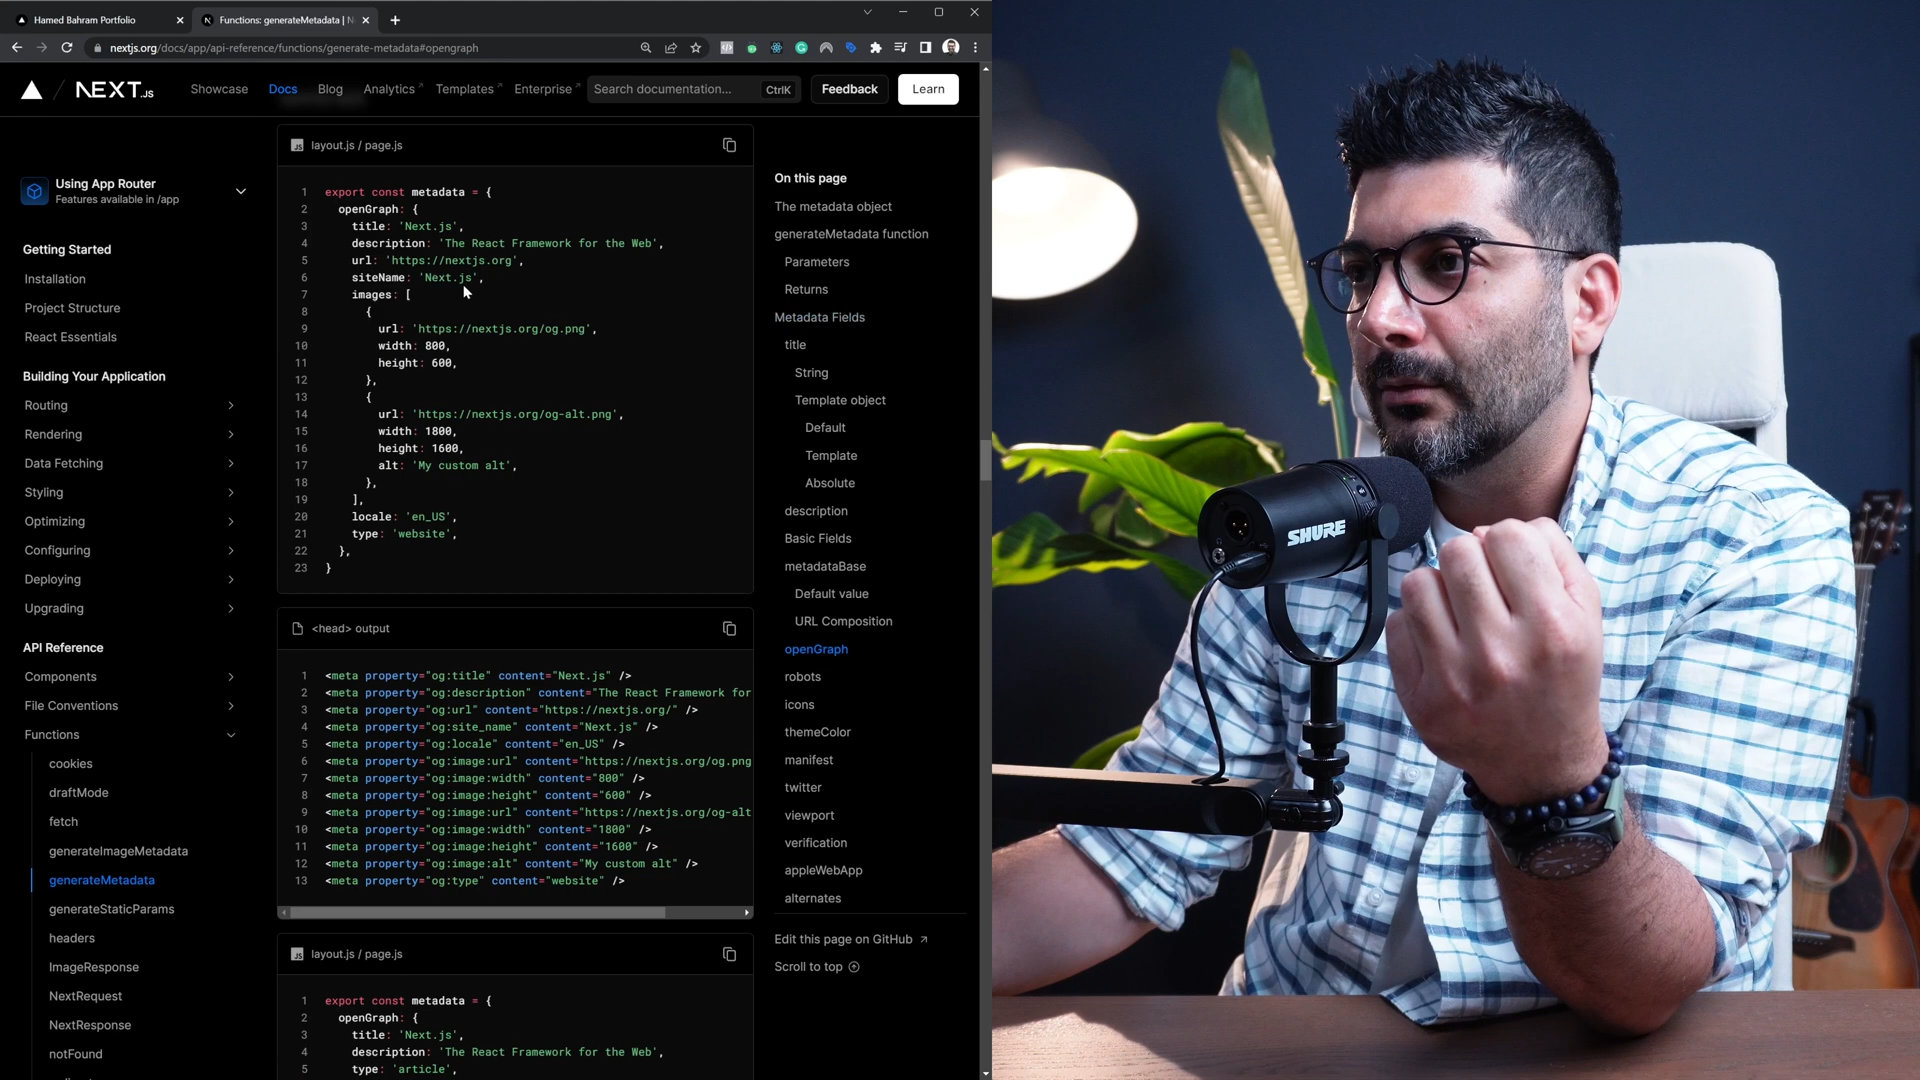 Hamed Bahram Portfolio
Functions: generateMetadata | N
nextjs.org/docs/app/api-reference/functions/generate-metadata#opengraph
NEXT.JS
Showcase
Docs
Blog
Analytics
Templates
Enterprise
Search documentation...
CtrlK
Feedback
Learn
Using App Router
Features available in /app
Getting Started
Installation
Project Structure
React Essentials
Building Your Application
Routing
Rendering
Data Fetching
Styling
Optimizing
Configuring
Deploying
Upgrading
API Reference
Components
File Conventions
Functions
cookies
draftMode
fetch
generateImageMetadata
generateMetadata
generateStaticParams
headers
ImageResponse
NextRequest
NextResponse
notFound
layout.js / page.js
1 export const metadata = {
2 openGraph: {
3 title: 'Next.js',
4 description: 'The React Framework for the Web',
5 url: 'https://nextjs.org',
6 siteName: 'Next.js',
7 images: [
8 {
9 url: 'https://nextjs.org/og.png',
10 width: 800,
11 height: 600,
12 },
13 {
14 url: 'https://nextjs.org/og-alt.png',
15 width: 1800,
16 height: 1600,
17 alt: 'My custom alt',
18 },
19 ],
20 locale: 'en_US',
21 type: 'website',
22 },
23 }
<head> output
1 <meta property="og:title" content="Next.js" />
2 <meta property="og:description" content="The React Framework for
3 <meta property="og:url" content="https://nextjs.org/" />
4 <meta property="og:site_name" content="Next.js" />
5 <meta property="og:locale" content="en_US" />
6 <meta property="og:image:url" content="https://nextjs.org/og.png
7 <meta property="og:image:width" content="800" />
8 <meta property="og:image:height" content="600" />
9 <meta property="og:image:url" content="https://nextjs.org/og-alt
10 <meta property="og:image:width" content="1800" />
11 <meta property="og:image:height" content="1600" />
12 <meta property="og:image:alt" content="My custom alt" />
13 <meta property="og:type" content="website" />
layout.js / page.js
1 export const metadata = {
2 openGraph: {
3 title: 'Next.js',
4 description: 'The React Framework for the Web',
5 type: 'article',
On this page
The metadata object
generateMetadata function
Parameters
Returns
Metadata Fields
title
String
Template object
Default
Template
Absolute
description
Basic Fields
metadataBase
Default value
URL Composition
openGraph
robots
icons
themeColor
manifest
twitter
viewport
verification
appleWebApp
alternates
Edit this page on GitHub
Scroll to top
SHURE